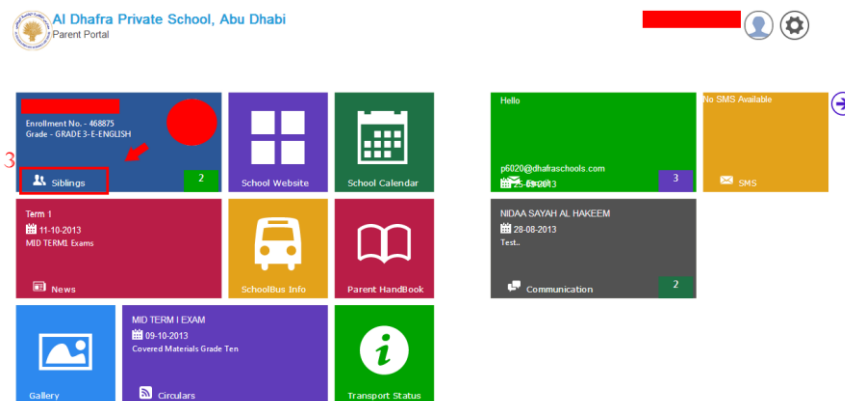 Al Dhafra Private School, Abu Dhabi
Parent Portal
Enrollment No. - 468875
Grade - GRADE 3-E-ENGLISH
3
Siblings
2
School Website
School Calendar
Term 1
11-10-2013
MID TERM1 Exams
News
SchoolBus Info
Parent HandBook
Gallery
MID TERM I EXAM
09-10-2013
Covered Materials Grade Ten
Circulars
Transport Status
Hello
p6020@dhafraschools.com
3
No SMS Available
SMS
NIDAA SAYAH AL HAKEEM
28-08-2013
Test..
Communication
2